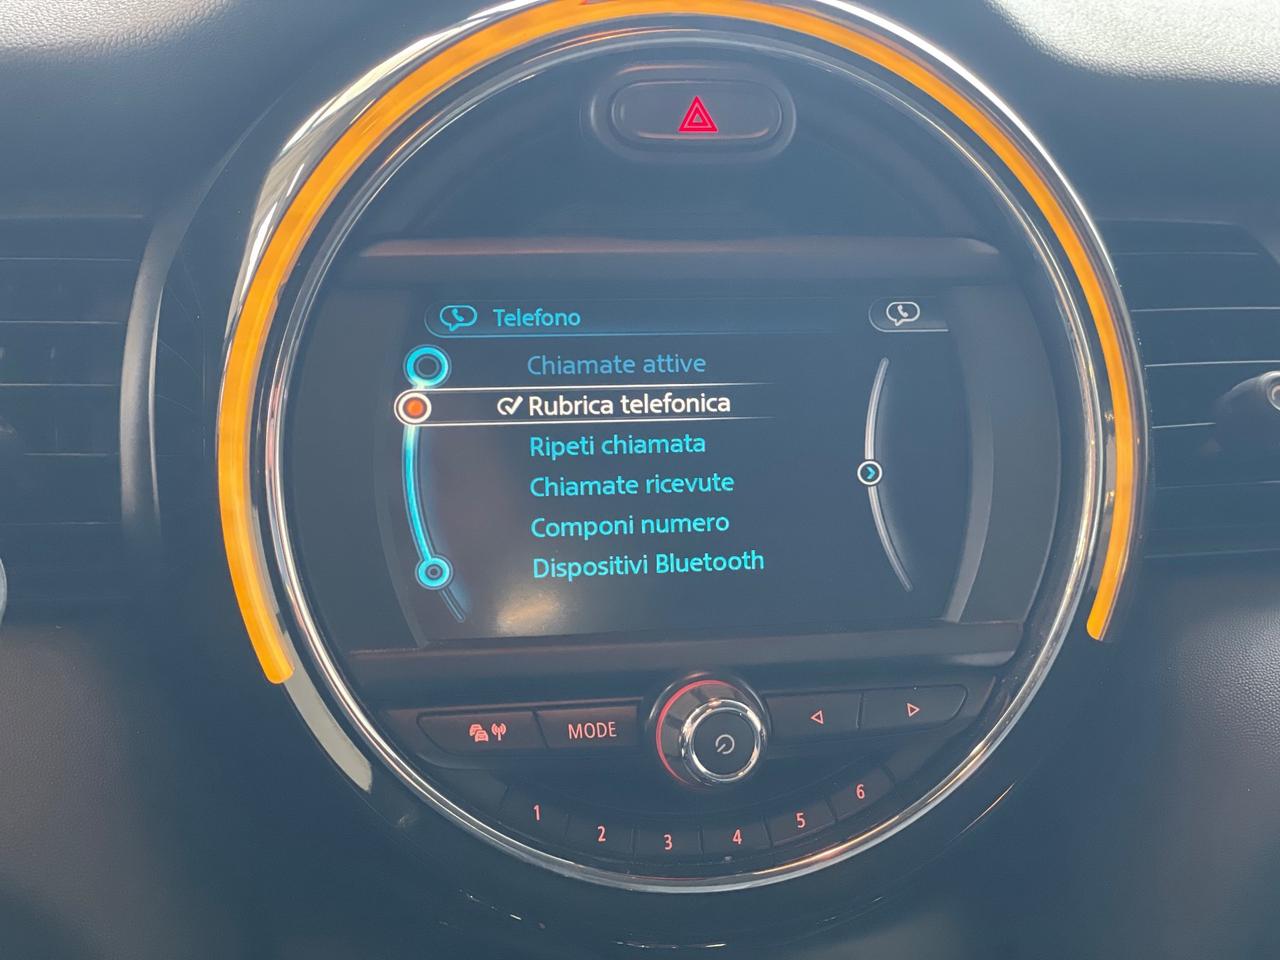 Telefono
Chiamate attive
Rubrica telefonica
Ripeti chiamata
Chiamate ricevute
Componi numero
Dispositivi Bluetooth
MODE
1 2 3 4 5 6